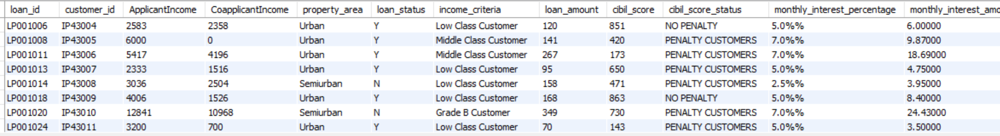 loan_id customer_id ApplicantIncome CoapplicantIncome property_area loan_status income_criteria loan_amount cibil_score cibil_score_status monthly_interest_percentage monthly_interest_amo
LP001006 IP43004 2583 2358 Urban Y Low Class Customer 120 851 NO PENALTY 5.0%% 6.00000
LP001008 IP43005 6000 0 Urban Y Middle Class Customer 141 420 PENALTY CUSTOMERS 7.0%% 9.87000
LP001011 IP43006 5417 4196 Urban Y Middle Class Customer 267 173 PENALTY CUSTOMERS 7.0%% 18.69000
LP001013 IP43007 2333 1516 Urban Y Low Class Customer 95 650 PENALTY CUSTOMERS 5.0%% 4.75000
LP001014 IP43008 3036 2504 Semiurban N Low Class Customer 158 471 PENALTY CUSTOMERS 2.5%% 3.95000
LP001018 IP43009 4006 1526 Urban Y Low Class Customer 168 863 NO PENALTY 5.0%% 8.40000
LP001020 IP43010 12841 10968 Semiurban N Grade B Customer 349 730 PENALTY CUSTOMERS 7.0%% 24.43000
LP001024 IP43011 3200 700 Urban Y Low Class Customer 70 143 PENALTY CUSTOMERS 5.0%% 3.50000